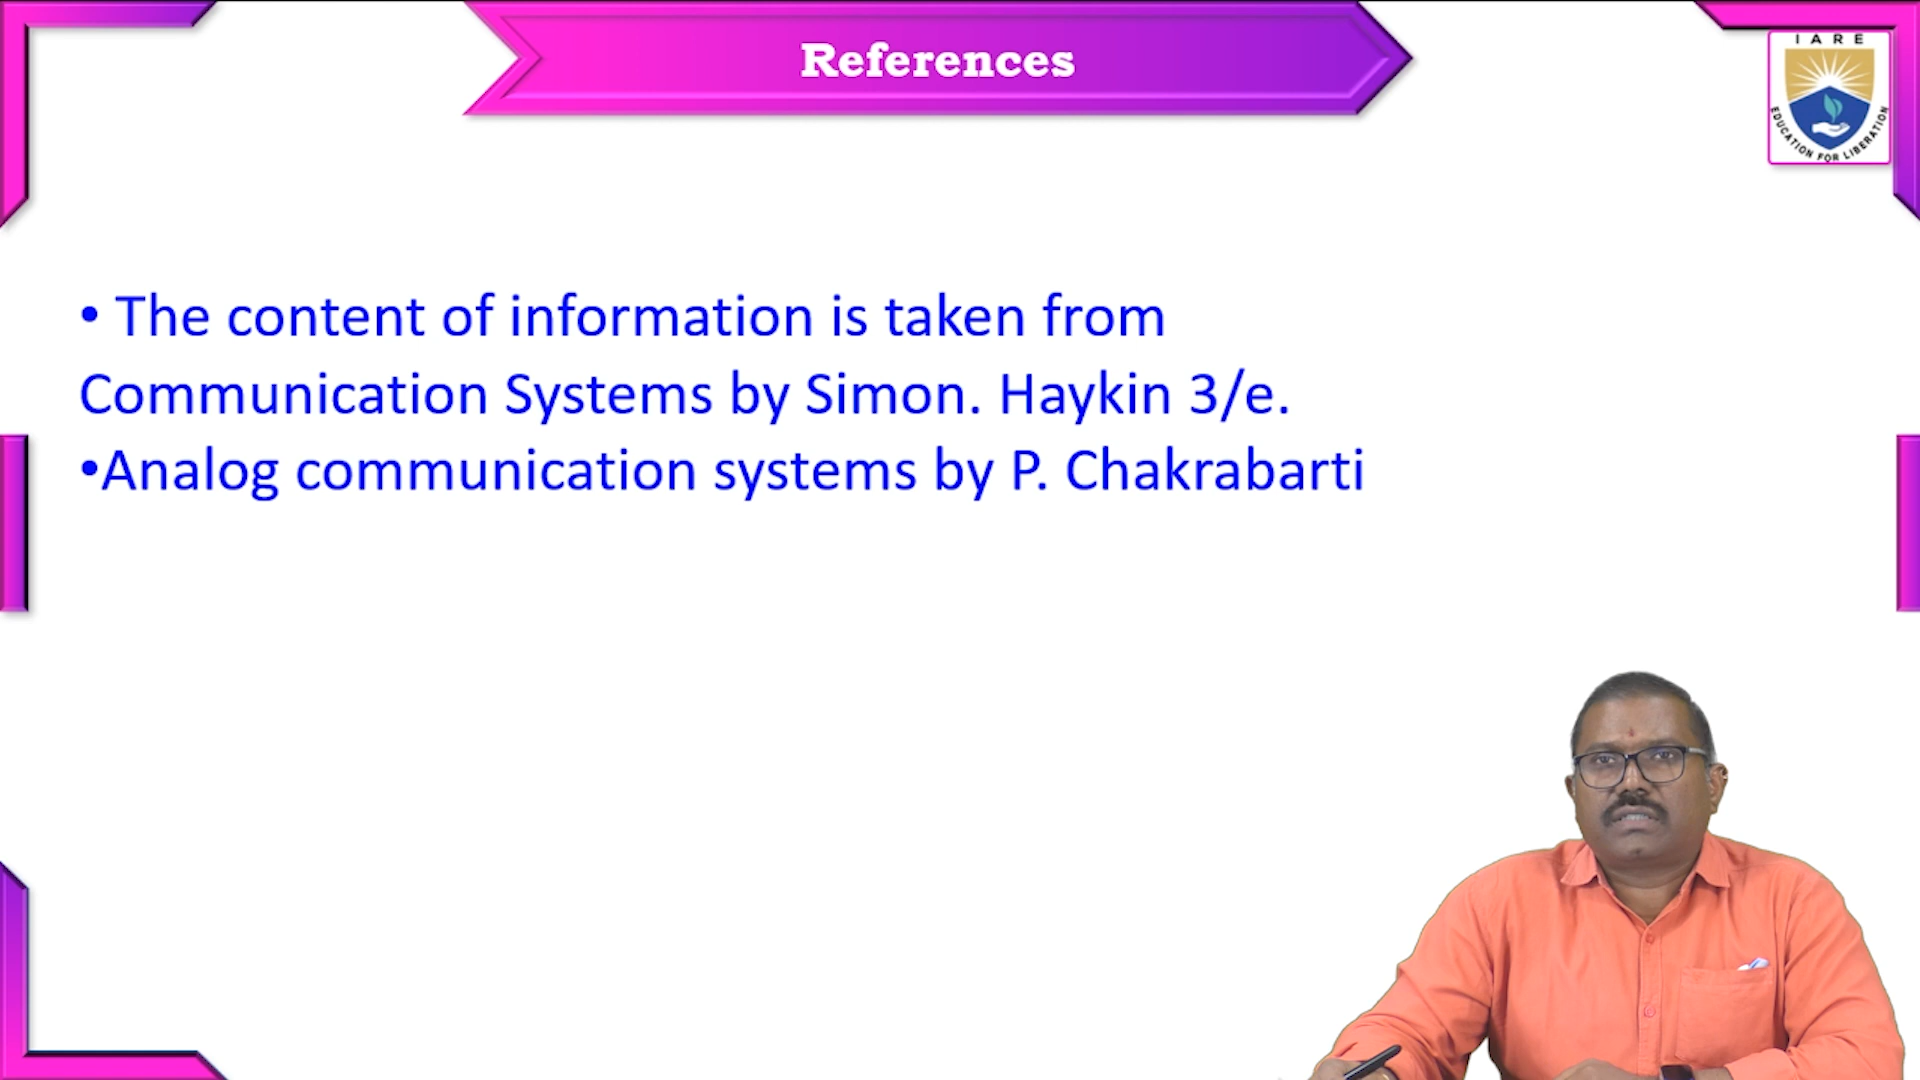 References
IARE
EDUCATION FOR LIBERATION
• The content of information is taken from
Communication Systems by Simon. Haykin 3/e.
•Analog communication systems by P. Chakrabarti